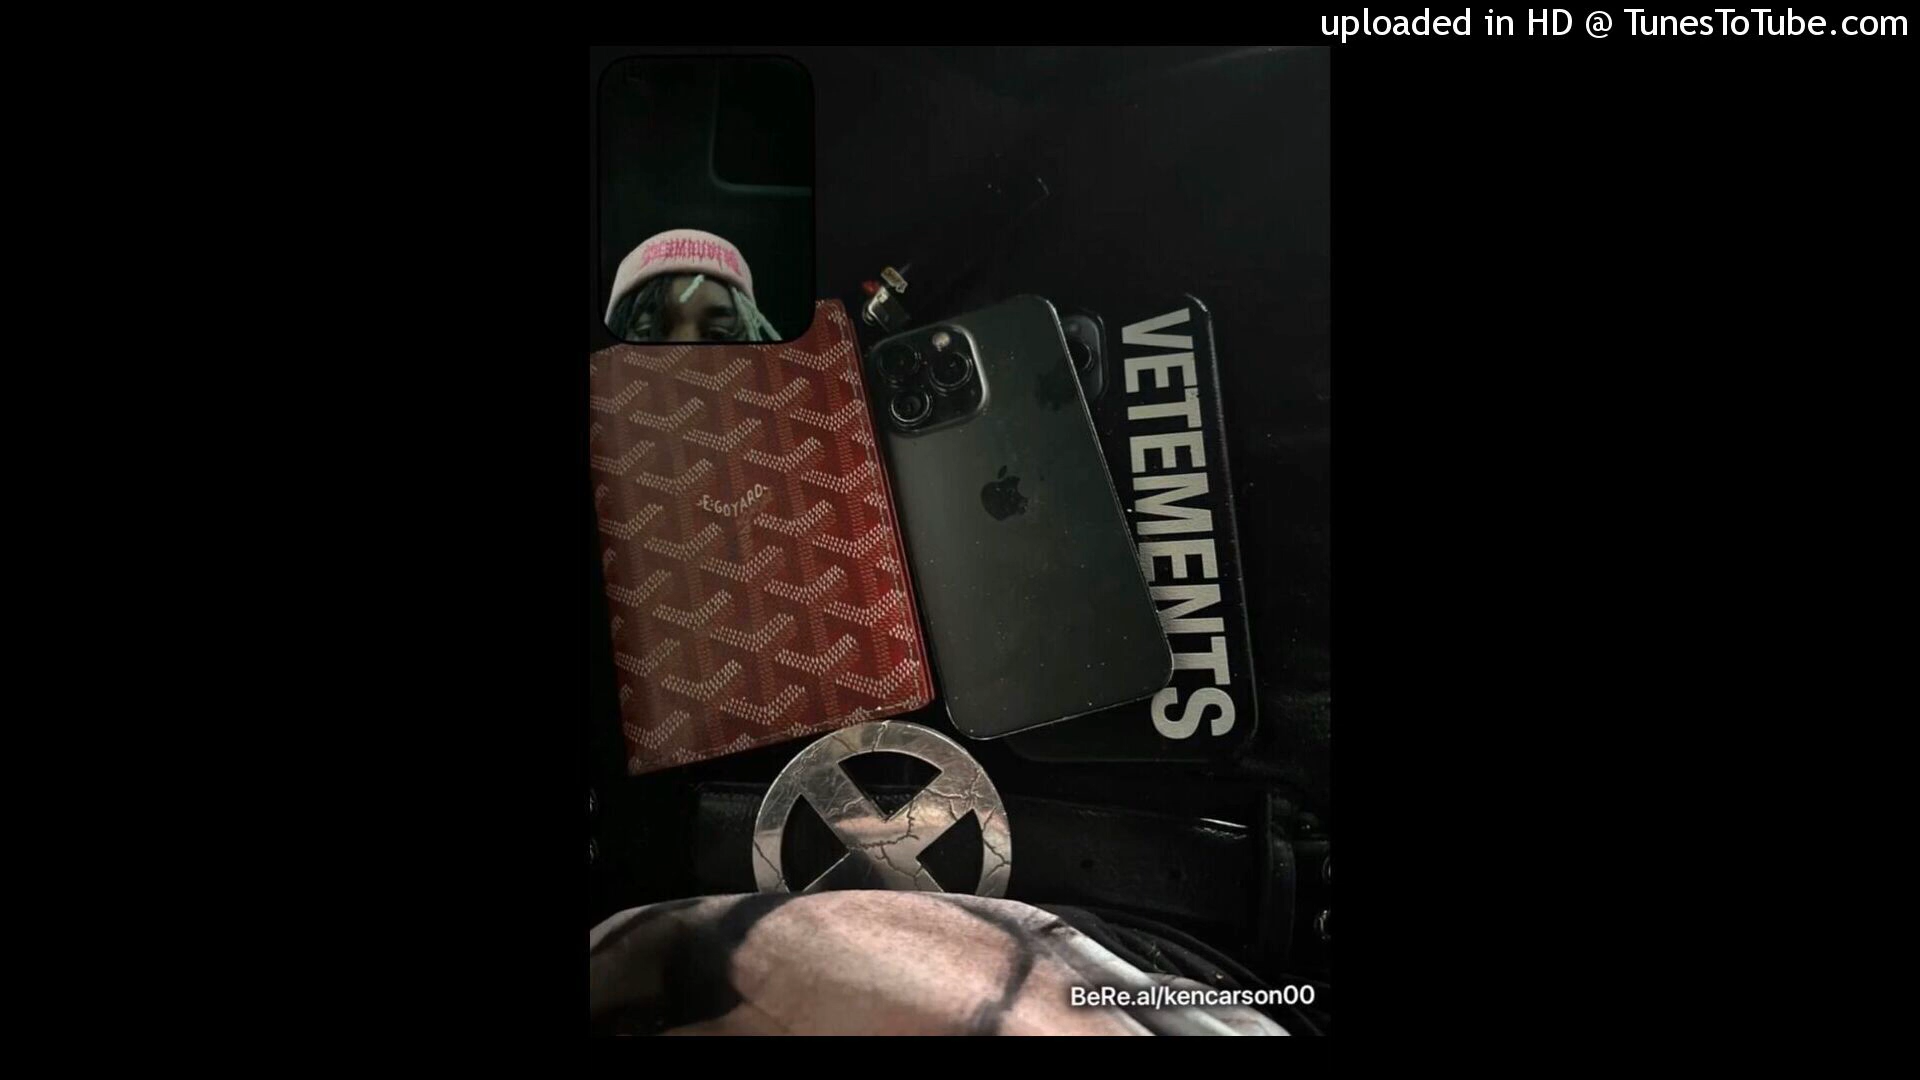 uploaded in HD @ TunesToTube.com
E.GOYARD
VETEMENTS
BeRe.al/kencarson00